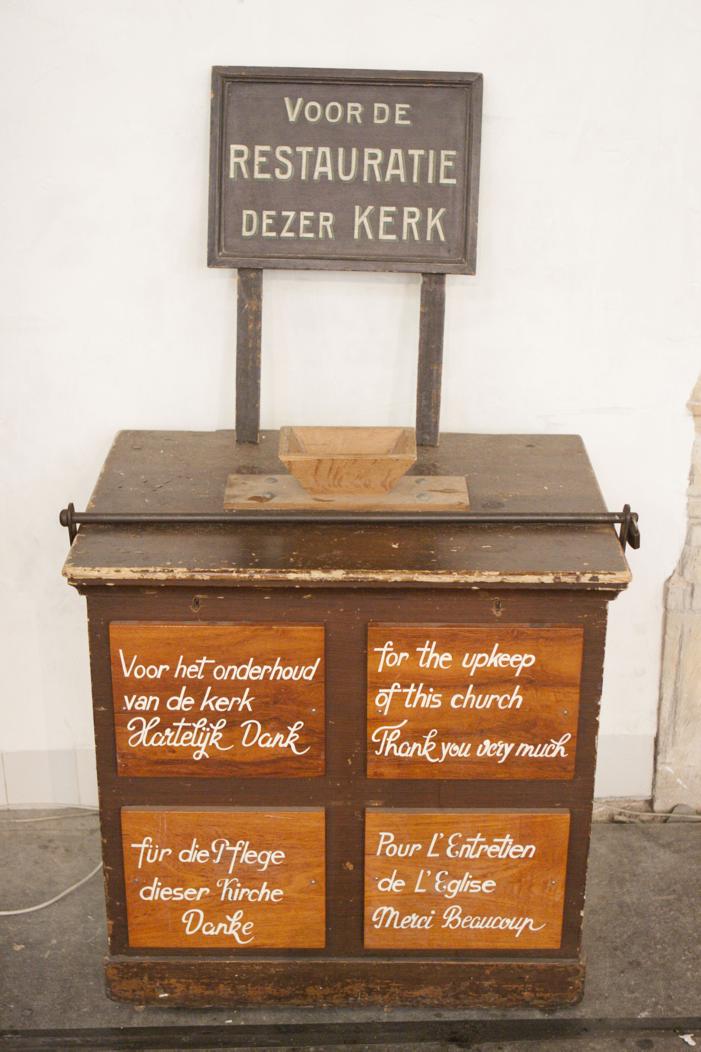 VOOR DE
RESTAURATIE
DEZER KERK
Voor het onderhoud
van de kerk
Hartelijk Dank
for the upkeep
of this church
Thank you very much
für die Pflege
dieser Kirche
Danke
Pour L'Entretien
de L'Eglise
Merci Beaucoup